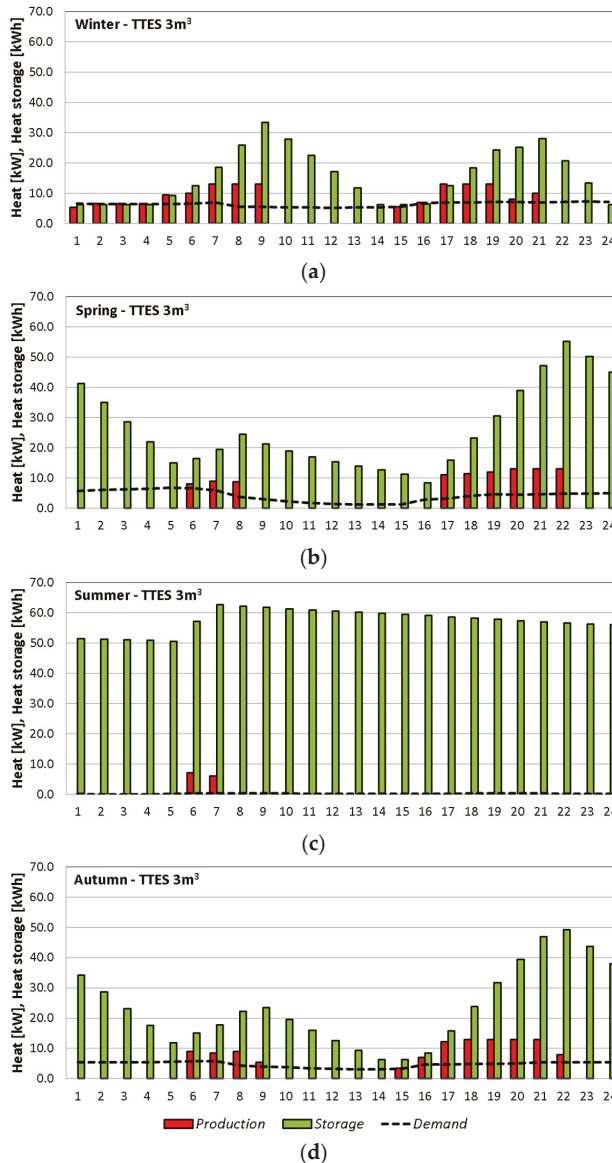 Winter - TTES 3m³
Heat [kW], Heat storage [kWh]
70.0
60.0
50.0
40.0
30.0
20.0
10.0
0.0
1 2 3 4 5 6 7 8 9 10 11 12 13 14 15 16 17 18 19 20 21 22 23 24
(a)
Spring - TTES 3m³
Heat [kW], Heat storage [kWh]
70.0
60.0
50.0
40.0
30.0
20.0
10.0
0.0
1 2 3 4 5 6 7 8 9 10 11 12 13 14 15 16 17 18 19 20 21 22 23 24
(b)
Summer - TTES 3m³
Heat [kW], Heat storage [kWh]
70.0
60.0
50.0
40.0
30.0
20.0
10.0
0.0
1 2 3 4 5 6 7 8 9 10 11 12 13 14 15 16 17 18 19 20 21 22 23 24
(c)
Autumn - TTES 3m³
Heat [kW], Heat storage [kWh]
70.0
60.0
50.0
40.0
30.0
20.0
10.0
0.0
1 2 3 4 5 6 7 8 9 10 11 12 13 14 15 16 17 18 19 20 21 22 23 24
Production Storage Demand
(d)